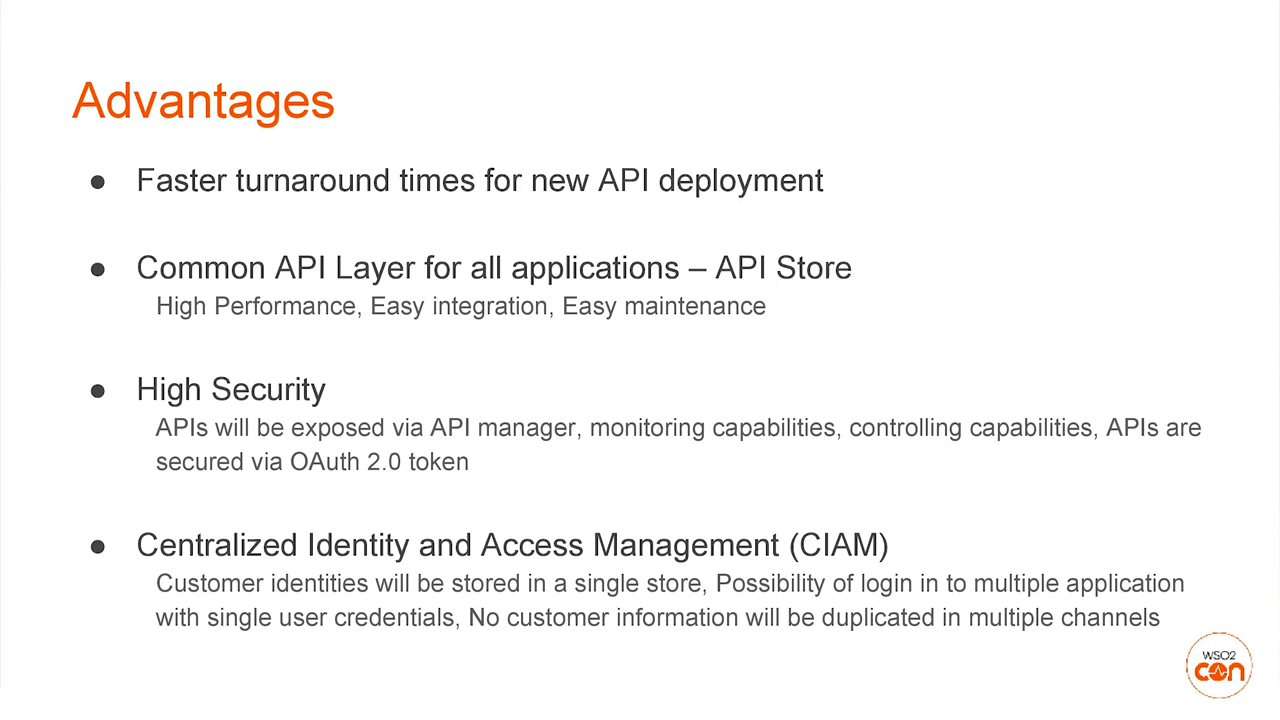 Advantages
● Faster turnaround times for new API deployment
● Common API Layer for all applications – API Store
High Performance, Easy integration, Easy maintenance
● High Security
APIs will be exposed via API manager, monitoring capabilities, controlling capabilities, APIs are
secured via OAuth 2.0 token
● Centralized Identity and Access Management (CIAM)
Customer identities will be stored in a single store, Possibility of login in to multiple application
with single user credentials, No customer information will be duplicated in multiple channels
WSO2
con